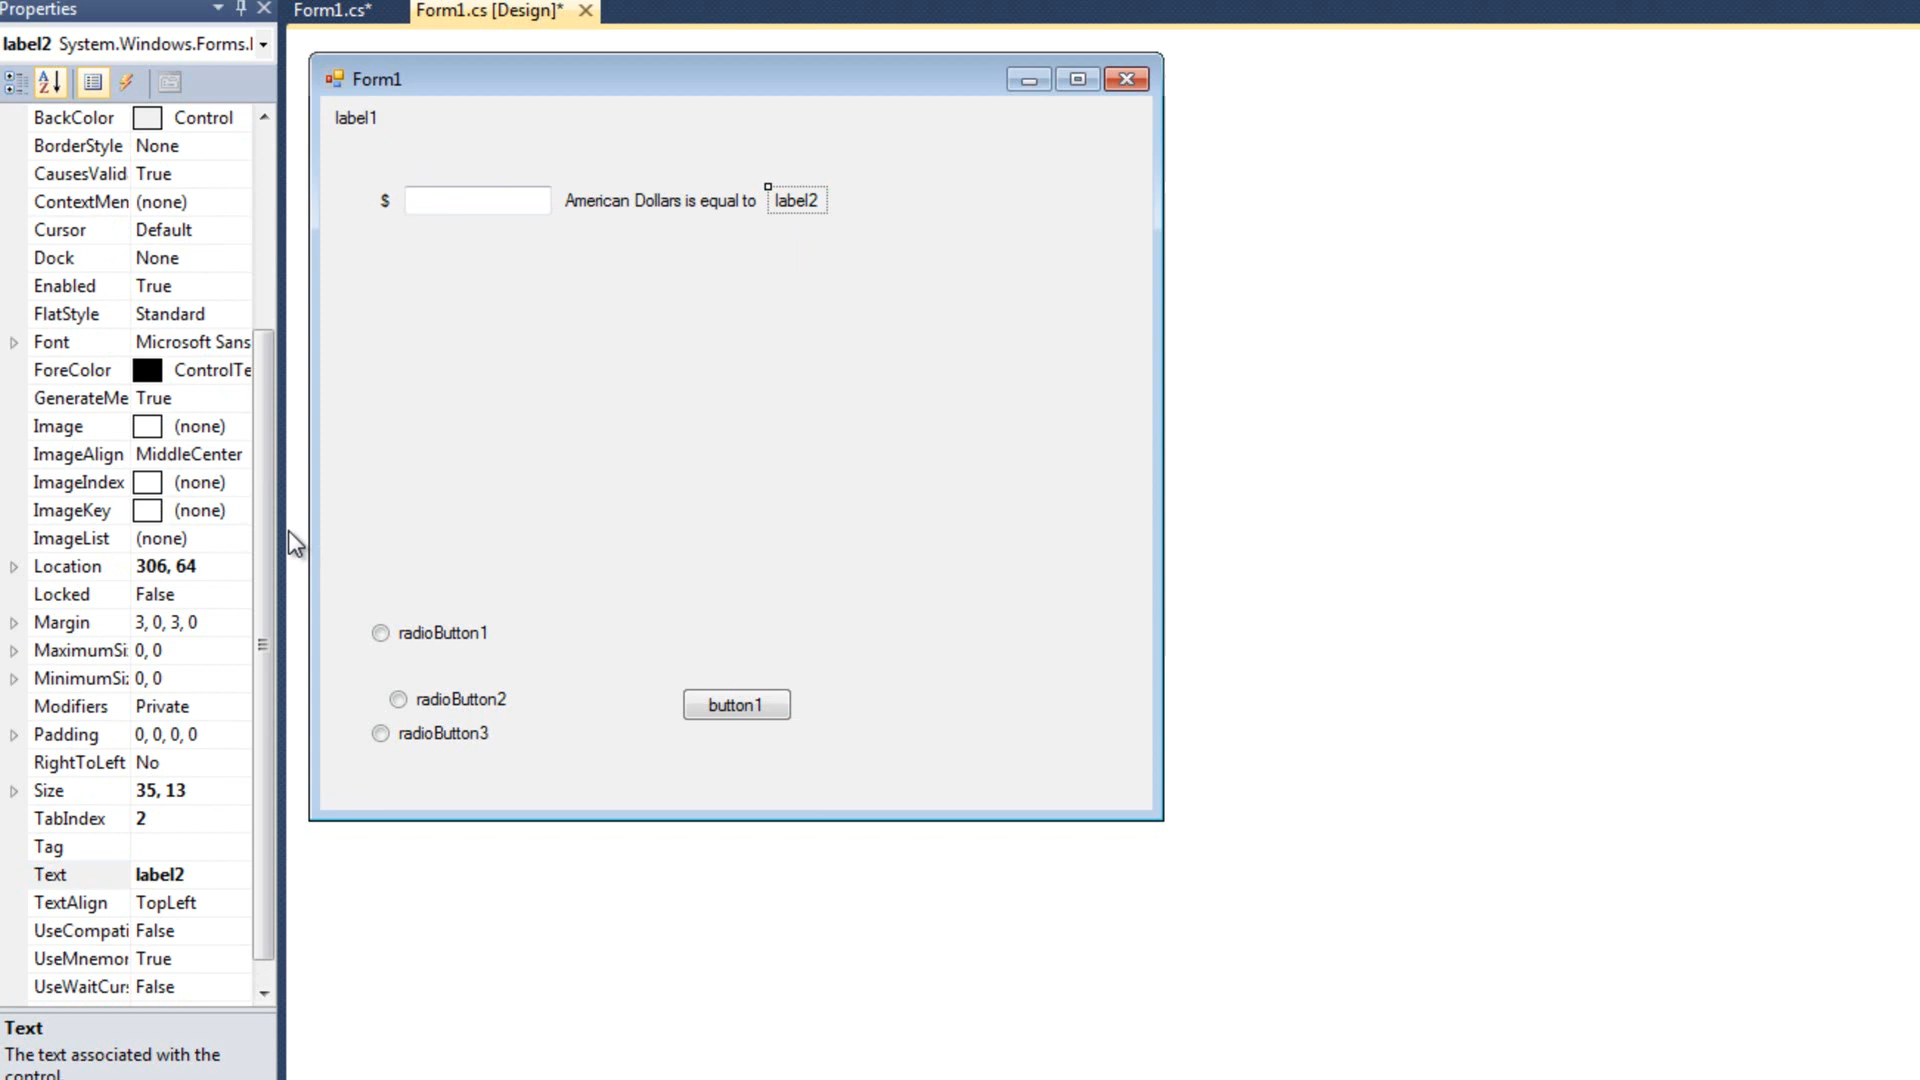 Properties
label2 System.Windows.Forms.l
BackColor Control
BorderStyle None
CausesValid True
ContextMen (none)
Cursor Default
Dock None
Enabled True
FlatStyle Standard
Font Microsoft Sans
ForeColor ControlTe
GenerateMe True
Image (none)
ImageAlign MiddleCenter
ImageIndex (none)
ImageKey (none)
ImageList (none)
Location 306, 64
Locked False
Margin 3, 0, 3, 0
MaximumSi: 0, 0
MinimumSi: 0, 0
Modifiers Private
Padding 0, 0, 0, 0
RightToLeft No
Size 35, 13
TabIndex 2
Tag
Text label2
TextAlign TopLeft
UseCompati False
UseMnemor True
UseWaitCur: False
Text
The text associated with the
control.
Form1.cs* Form1.cs [Design]*
Form1
label1
$ American Dollars is equal to label2
radioButton1
radioButton2 button1
radioButton3